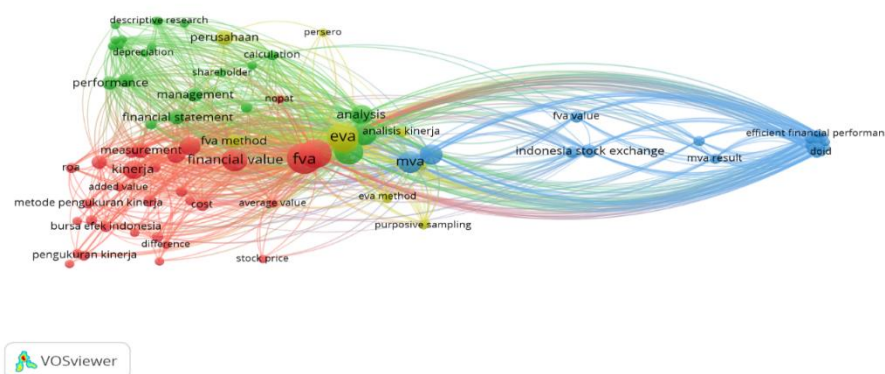 descriptive research
perusahaan
persero
depreciation
calculation
shareholder
performance
management
nopat
financial statement
analysis
fva value
eva
analisis kinerja
efficient financial performan
measurement
fva method
financial value
fva
mva
indonesia stock exchange
mva result
doid
roa
kinerja
added value
eva method
metode pengukuran kinerja
cost
average value
bursa efek indonesia
purposive sampling
difference
pengukuran kinerja
stock price
VOSviewer